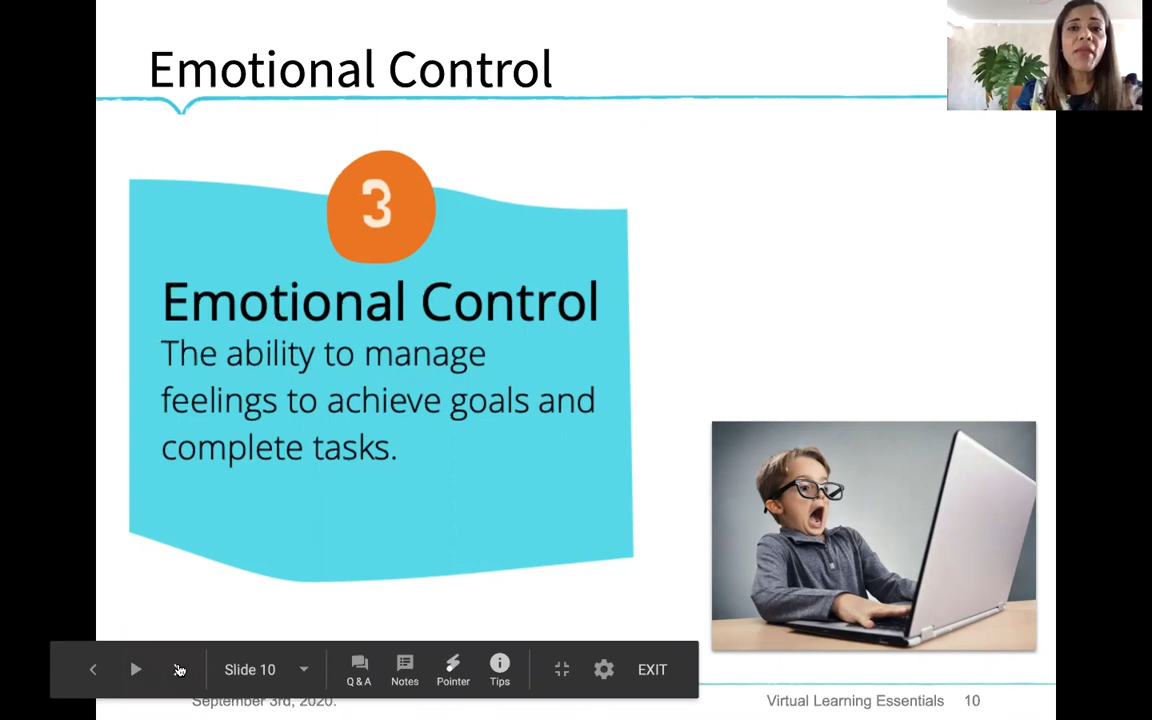 Emotional Control
3
Emotional Control
The ability to manage
feelings to achieve goals and
complete tasks.
Slide 10
Q & A
Notes
Pointer
Tips
EXIT
September 3rd, 2020.
Virtual Learning Essentials
10